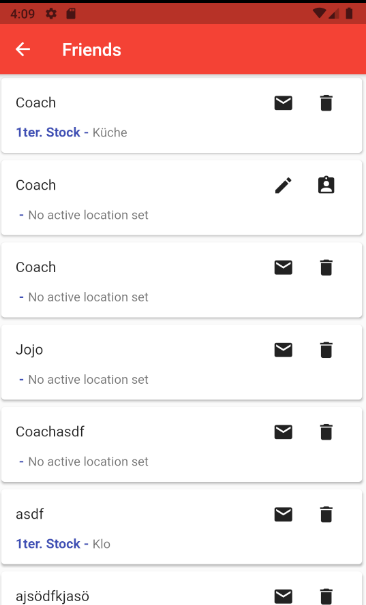 4:09
Friends
Coach
1ter. Stock - Küche
Coach
- No active location set
Coach
- No active location set
Jojo
- No active location set
Coachasdf
- No active location set
asdf
1ter. Stock - Klo
ajsödfkjasö